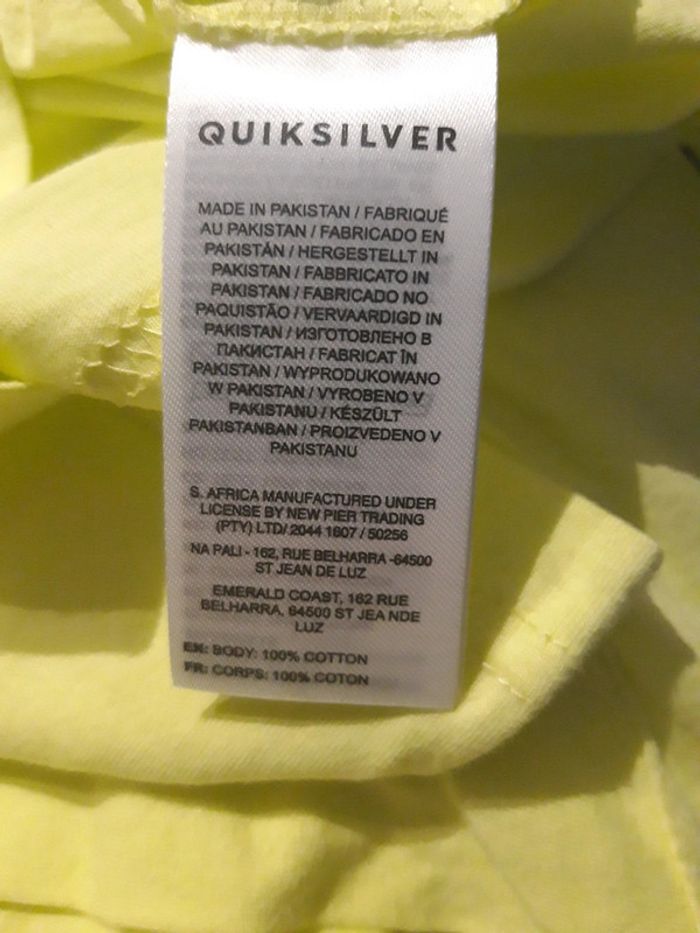 QUIKSILVER
MADE IN PAKISTAN / FABRIQUÉ
AU PAKISTAN / FABRICADO EN
PAKISTÁN / HERGESTELLT IN
PAKISTAN / FABBRICATO IN
PAKISTAN / FABRICADO NO
PAQUISTÃO / VERVAARDIGD IN
PAKISTAN / ИЗГОТОВЛЕНО В
ПАКИСТАН / FABRICAT ÎN
PAKISTAN / WYPRODUKOWANO
W PAKISTAN / VYROBENO V
PAKISTANU / KÉSZÜLT
PAKISTANBAN / PROIZVEDENO V
PAKISTANU
S. AFRICA MANUFACTURED UNDER
LICENSE BY NEW PIER TRADING
(PTY) LTD/ 2044 1607 / 50256
NA PALI - 162, RUE BELHARRA -64500
ST JEAN DE LUZ
EMERALD COAST, 162 RUE
BELHARRA, 64500 ST JEA NDE
LUZ
EN: BODY: 100% COTTON
FR: CORPS: 100% COTON